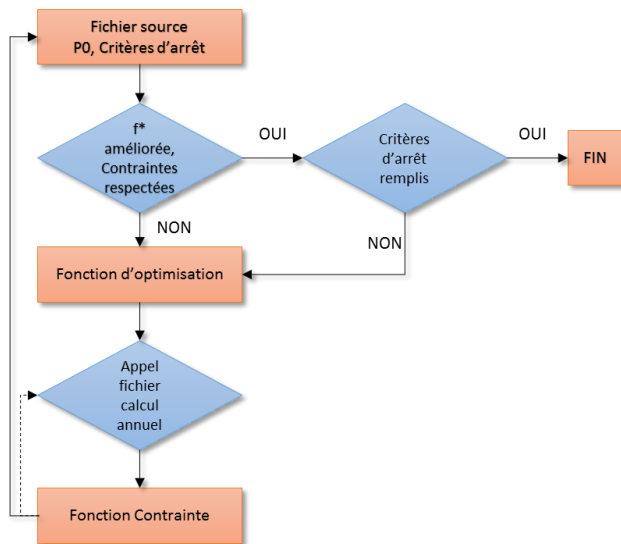 Fichier source
P0, Critères d'arrêt
f*
améliorée,
Contraintes
respectées
OUI
Critères
d'arrêt
remplis
OUI
FIN
NON
NON
Fonction d'optimisation
Appel
fichier
calcul
annuel
Fonction Contrainte